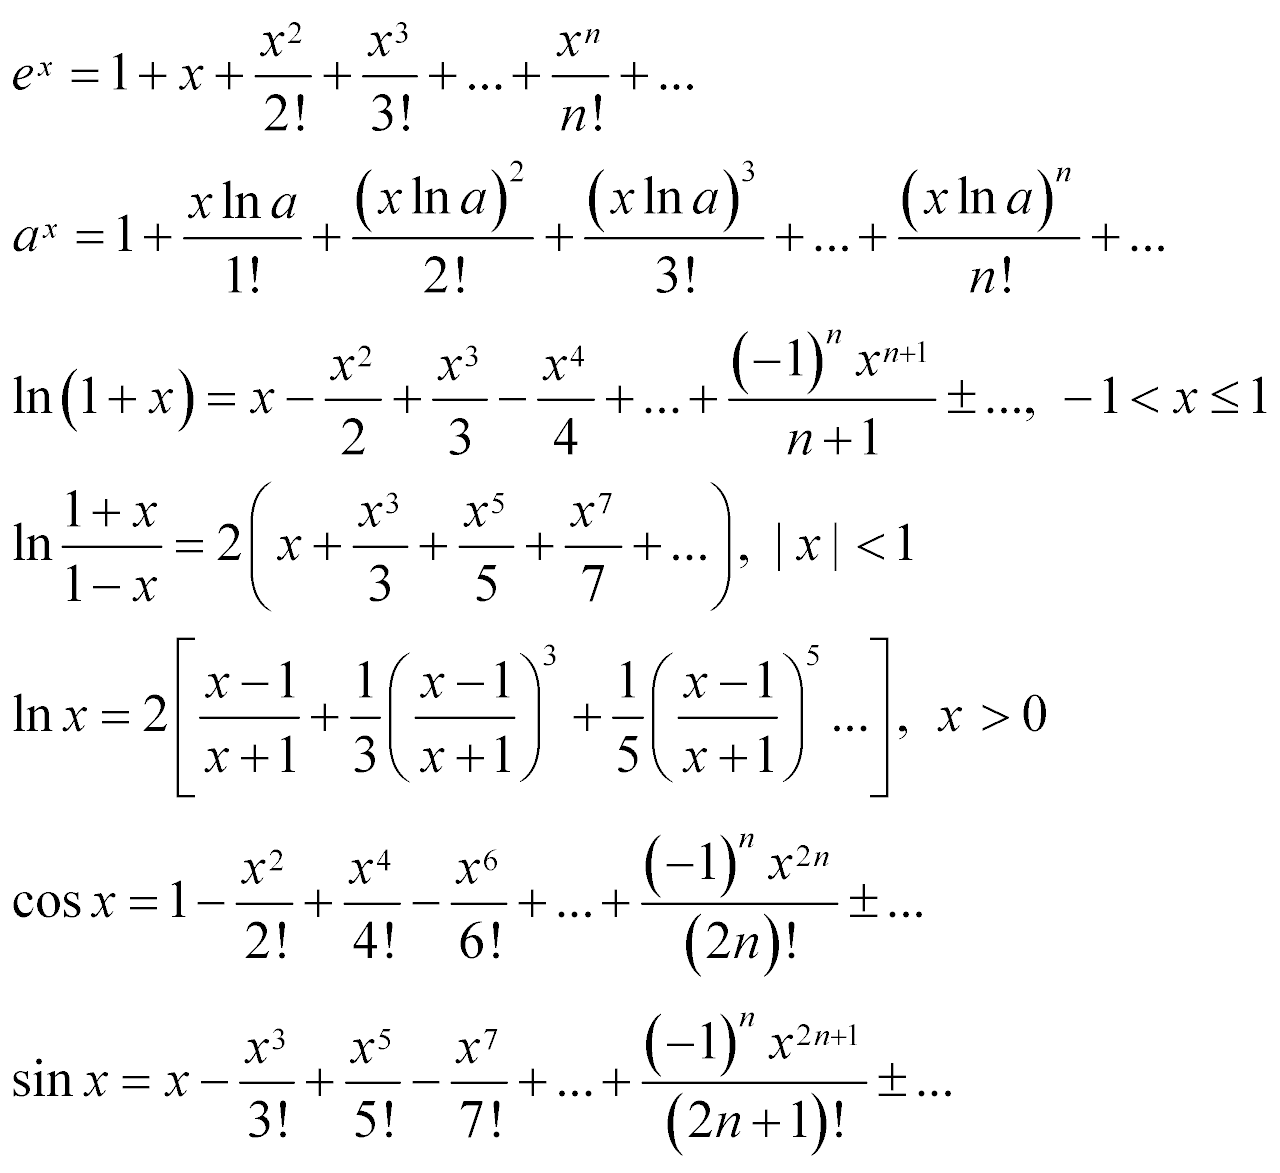 e^x = 1 + x + x^2/2! + x^3/3! + ... + x^n/n! + ...
a^x = 1 + (x ln a)/1! + (x ln a)^2/2! + (x ln a)^3/3! + ... + (x ln a)^n/n! + ...
ln(1 + x) = x − x^2/2 + x^3/3 − x^4/4 + ... + (−1)^n x^(n+1)/(n+1) ± ..., −1 < x ≤ 1
ln (1 + x)/(1 − x) = 2(x + x^3/3 + x^5/5 + x^7/7 + ...), | x | < 1
ln x = 2[(x − 1)/(x + 1) + 1/3 ((x − 1)/(x + 1))^3 + 1/5 ((x − 1)/(x + 1))^5 ...], x > 0
cos x = 1 − x^2/2! + x^4/4! − x^6/6! + ... + (−1)^n x^(2n)/(2n)! ± ...
sin x = x − x^3/3! + x^5/5! − x^7/7! + ... + (−1)^n x^(2n+1)/(2n + 1)! ± ...